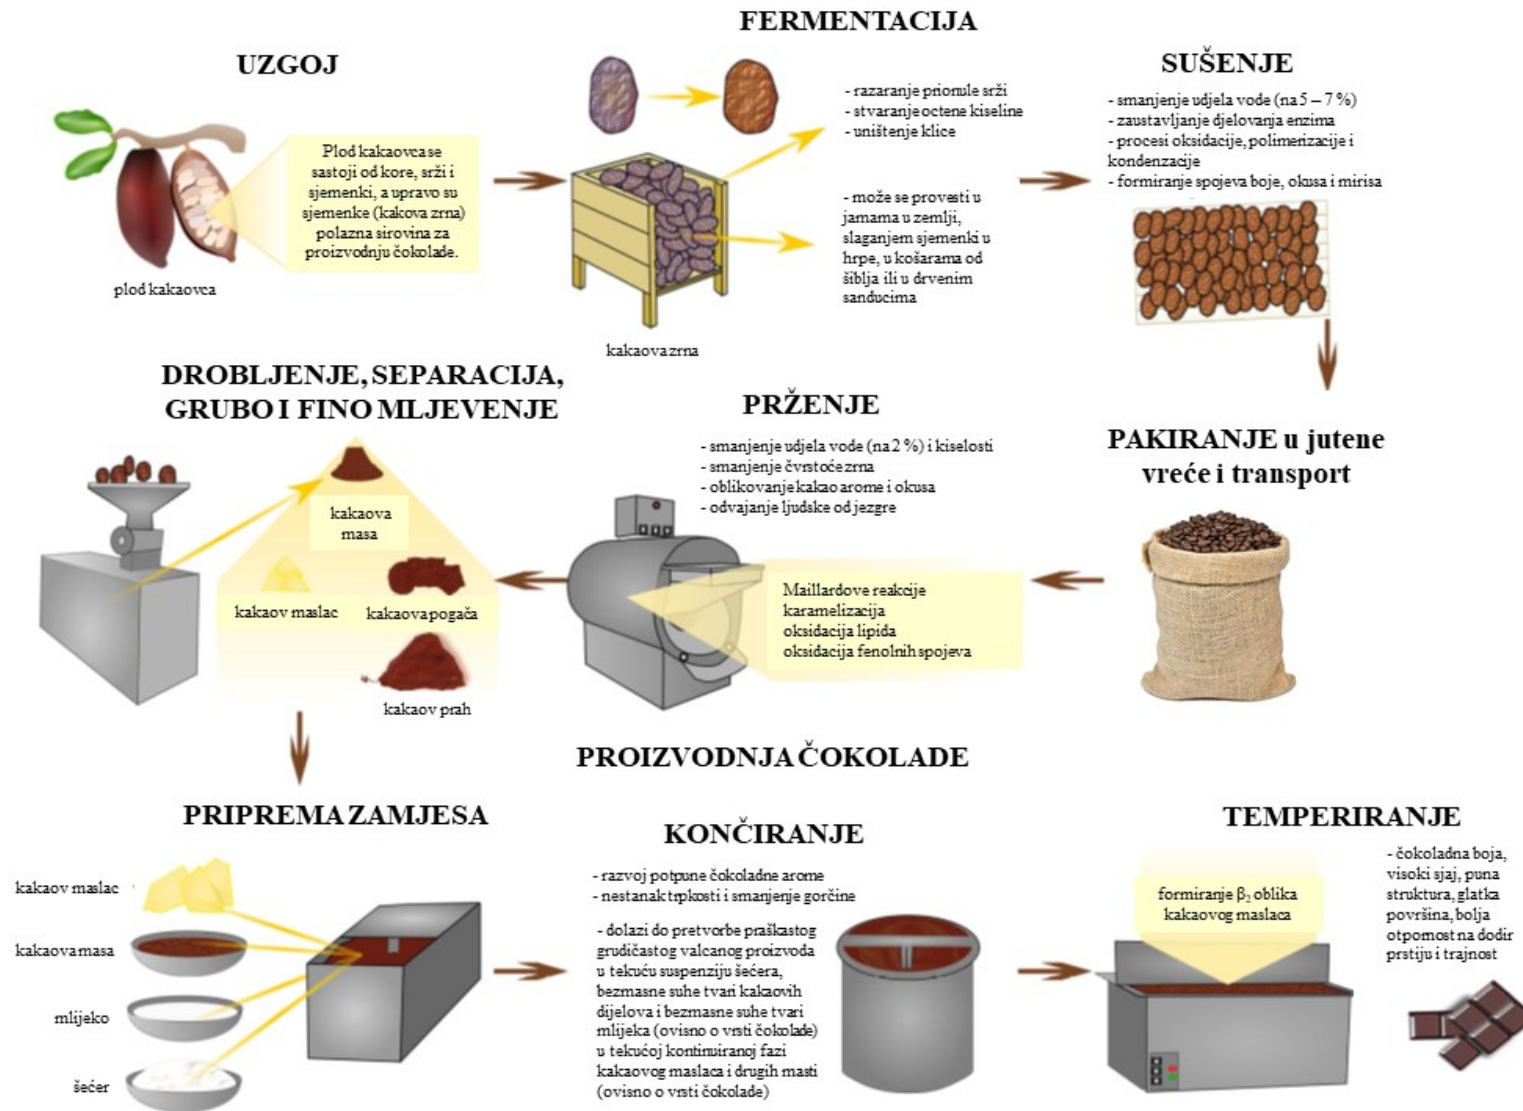 UZGOJ
Plod kakaovca se
sastoji od kore, srži i
sjemenki, a upravo su
sjemenke (kakova zrna)
polazna sirovina za
proizvodnju čokolade.
plod kakaovca
FERMENTACIJA
- razaranje prionule srži
- stvaranje octene kiseline
- uništenje klice
- može se provesti u
jamama u zemlji,
slaganjem sjemenki u
hrpe, u košarama od
šiblja ili u drvenim
sanducima
kakaova zrna
SUŠENJE
- smanjenje udjela vode (na 5 – 7 %)
- zaustavljanje djelovanja enzima
- procesi oksidacije, polimerizacije i
kondenzacije
- formiranje spojeva boje, okusa i mirisa
PAKIRANJE u jutene
vreće i transport
PRŽENJE
- smanjenje udjela vode (na 2 %) i kiselosti
- smanjenje čvrstoće zrna
- oblikovanje kakao arome i okusa
- odvajanje ljudske od jezgre
Maillardove reakcije
karamelizacija
oksidacija lipida
oksidacija fenolnih spojeva
DROBLJENJE, SEPARACIJA,
GRUBO I FINO MLJEVENJE
kakaova
masa
kakaov maslac
kakaova pogača
kakaov prah
PROIZVODNJA ČOKOLADE
PRIPREMA ZAMJESA
kakaov maslac
kakaova masa
mlijeko
šećer
KONČIRANJE
- razvoj potpune čokoladne arome
- nestanak trpkosti i smanjenje gorčine
- dolazi do pretvorbe praškastog
grudičastog valcanog proizvoda
u tekuću suspenziju šećera,
bezmasne suhe tvari kakaovih
dijelova i bezmasne suhe tvari
mlijeka (ovisno o vrsti čokolade)
u tekućoj kontinuiranoj fazi
kakaovog maslaca i drugih masti
(ovisno o vrsti čokolade)
TEMPERIRANJE
formiranje β₂ oblika
kakaovog maslaca
- čokoladna boja,
visoki sjaj, puna
struktura, glatka
površina, bolja
otpornost na dodir
prstiju i trajnost